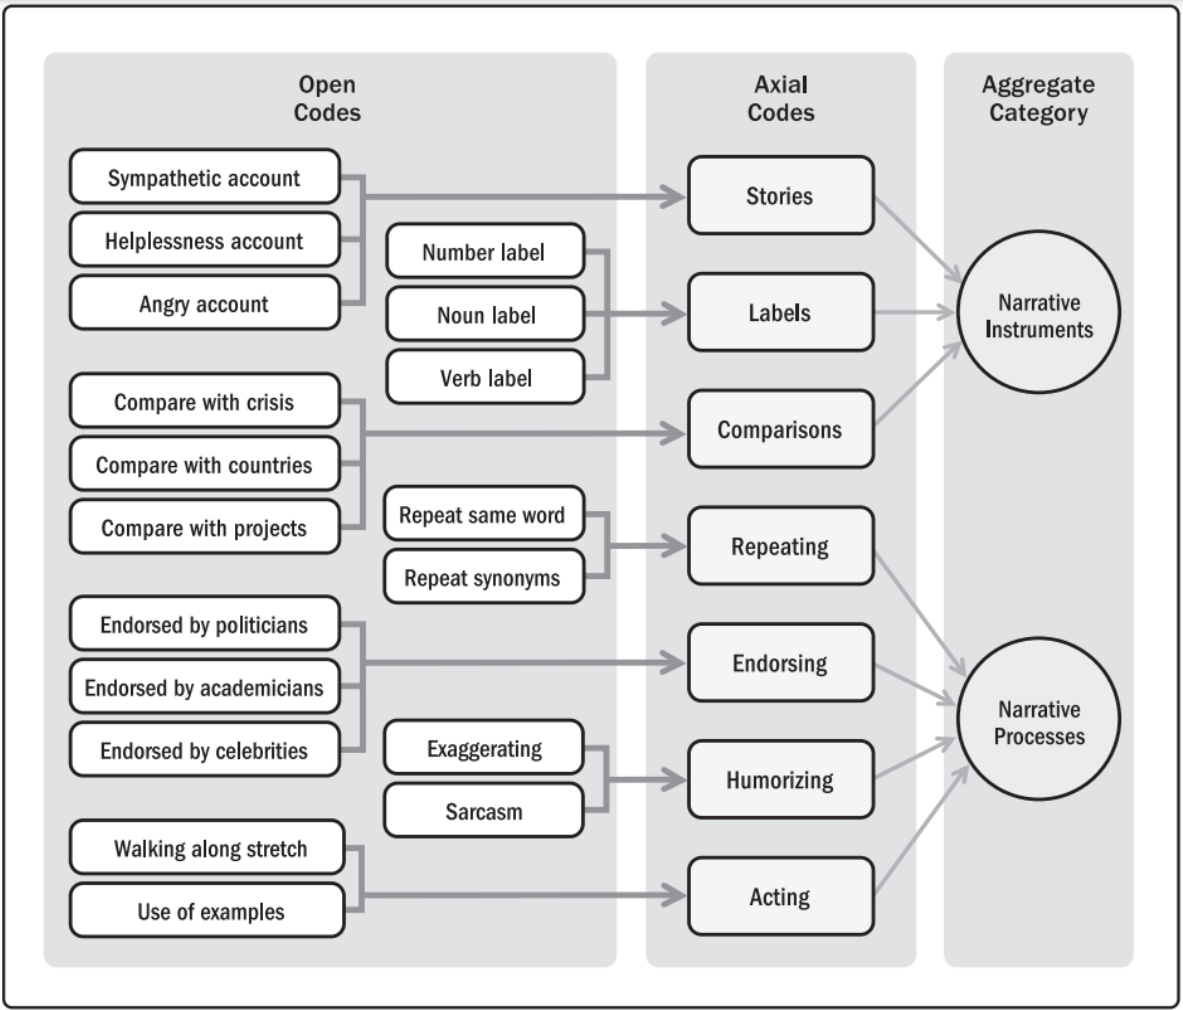 Open
Codes
Axial
Codes
Aggregate
Category
Sympathetic account
Helplessness account
Angry account
Number label
Noun label
Verb label
Compare with crisis
Compare with countries
Compare with projects
Repeat same word
Repeat synonyms
Endorsed by politicians
Endorsed by academicians
Endorsed by celebrities
Exaggerating
Sarcasm
Walking along stretch
Use of examples
Stories
Labels
Comparisons
Repeating
Endorsing
Humorizing
Acting
Narrative
Instruments
Narrative
Processes